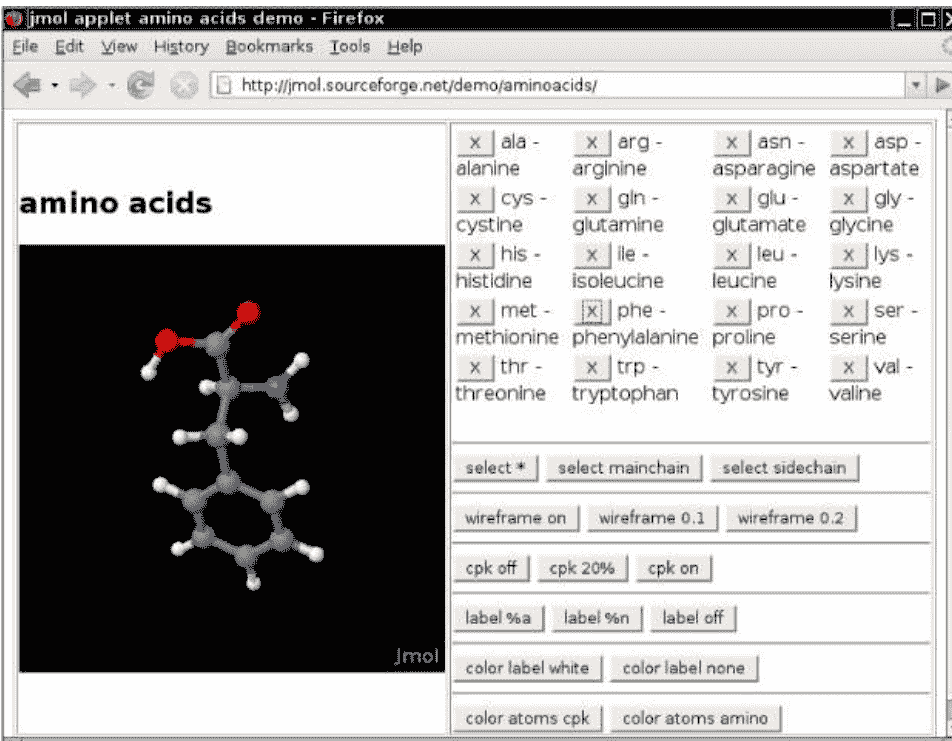 jmol applet amino acids demo - Firefox
File Edit View History Bookmarks Tools Help
http://jmol.sourceforge.net/demo/aminoacids/
amino acids
Jmol
X ala - X arg - X asn - X asp -
alanine arginine asparagine aspartate
X cys - X gln - X glu - X gly -
cystine glutamine glutamate glycine
X his - X ile - X leu - X lys -
histidine isoleucine leucine lysine
X met - X phe - X pro - X ser -
methionine phenylalanine proline serine
X thr - X trp - X tyr - X val -
threonine tryptophan tyrosine valine
select * select mainchain select sidechain
wireframe on wireframe 0.1 wireframe 0.2
cpk off cpk 20% cpk on
label %a label %n label off
color label white color label none
color atoms cpk color atoms amino